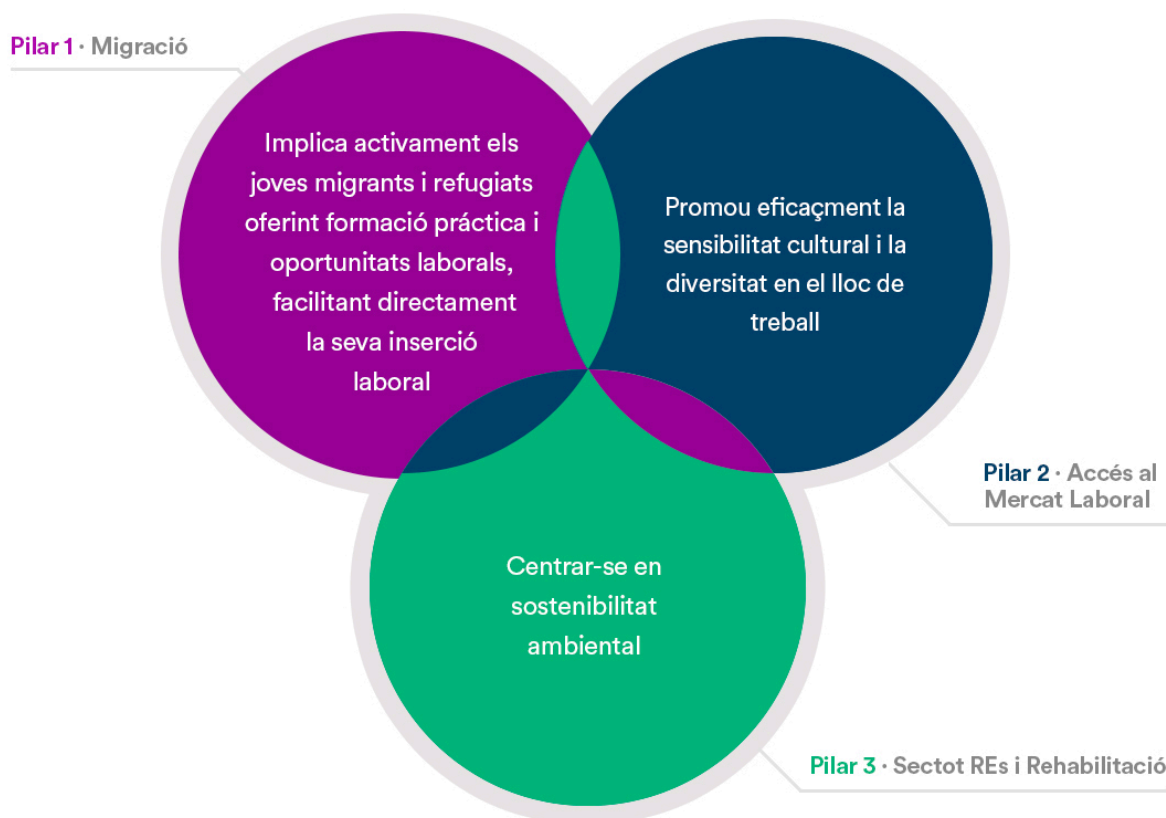 Pilar 1 · Migració
Implica activament els
joves migrants i refugiats
oferint formació práctica i
oportunitats laborals,
facilitant directament
la seva inserció
laboral
Promou eficaçment la
sensibilitat cultural i la
diversitat en el lloc de
treball
Pilar 2 · Accés al
Mercat Laboral
Centrar-se en
sostenibilitat
ambiental
Pilar 3 · Sectot REs i Rehabilitació